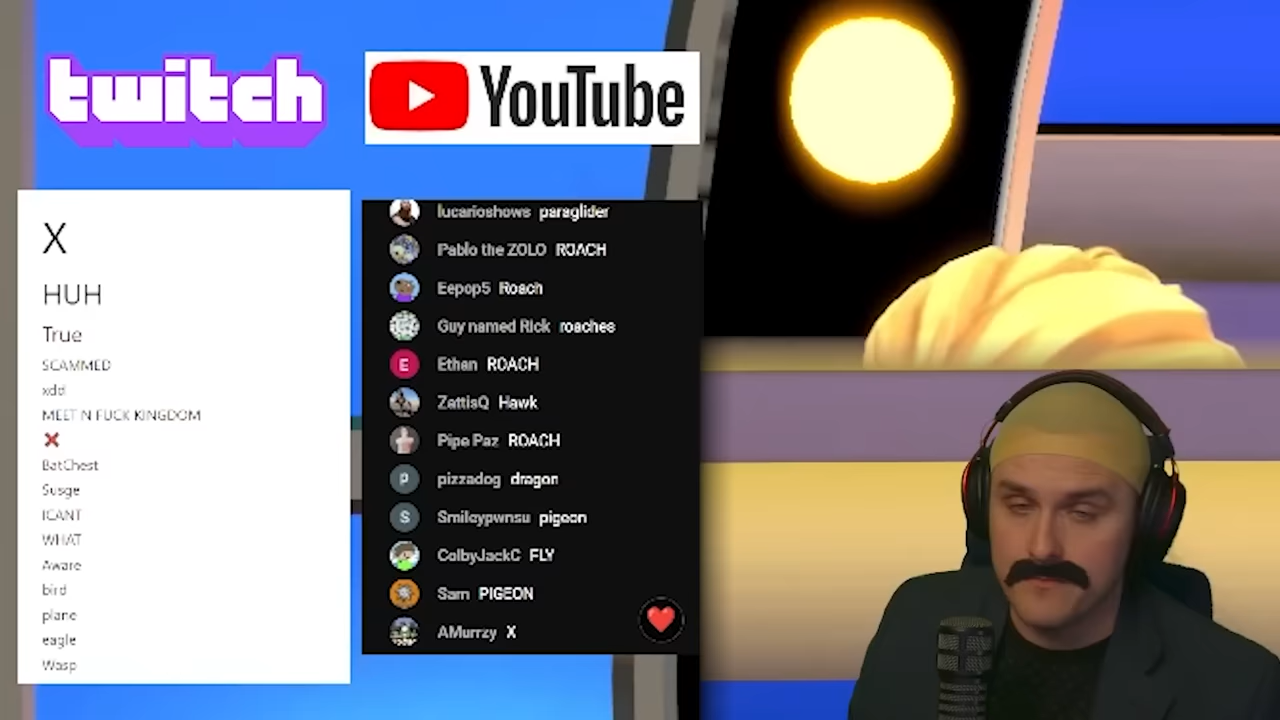 twitch
YouTube
X
HUH
True
SCAMMED
xdd
MEET N FUCK KINGDOM
BatChest
Susge
ICANT
WHAT
Aware
bird
plane
eagle
Wasp
lucarioshows paraglider
Pablo the ZOLO ROACH
Eepop5 Roach
Guy named Rick roaches
E Ethan ROACH
ZattisQ Hawk
Pipe Paz ROACH
P pizzadog dragon
S Smileypwnsu pigeon
ColbyJackC FLY
Sam PIGEON
AMurrzy X